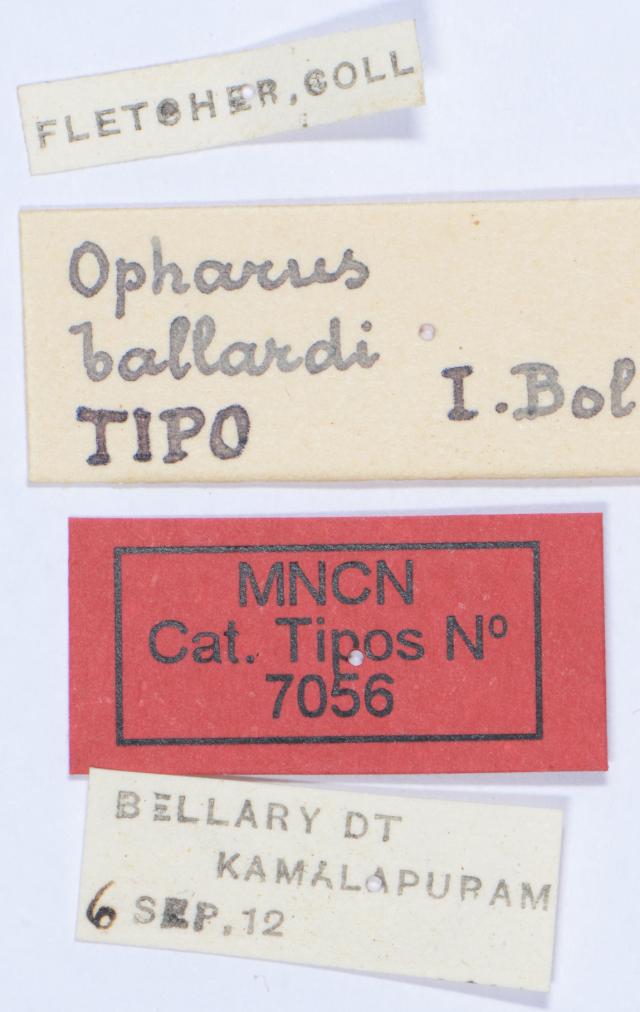 FLETCHER, COLL
Opharus
ballardi
TIPO I. Bol
MNCN
Cat. Tipos Nº
7056
BELLARY DT
KAMALAPURAM
6 SEP. 12